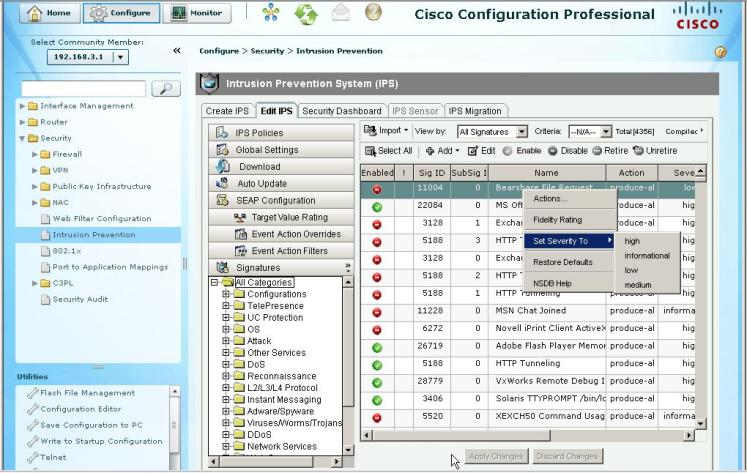 Home Configure Monitor Cisco Configuration Professional
CISCO
Select Community Member:
192.168.3.1
Configure > Security > Intrusion Prevention
Interface Management
Router
Security
Firewall
VPN
Public Key Infrastructure
NAC
Web Filter Configuration
Intrusion Prevention
802.1x
Port to Application Mappings
C3PL
Security Audit
Utilities
Flash File Management
Configuration Editor
Save Configuration to PC
Write to Startup Configuration
Telnet
Intrusion Prevention System (IPS)
Create IPS Edit IPS Security Dashboard IPS Sensor IPS Migration
IPS Policies
Global Settings
Download
Auto Update
SEAP Configuration
Target Value Rating
Event Action Overrides
Event Action Filters
Signatures
All Categories
Configurations
TelePresence
UC Protection
OS
Attack
Other Services
DoS
Reconnaissance
L2/L3/L4 Protocol
Instant Messaging
Adware/Spyware
Viruses/Worms/Trojans
DDoS
Network Services
Import View by: All Signatures Criteria: --N/A-- Total[4356] Compiled
Select All Add Edit Enable Disable Retire Unretire
Enabled ! Sig ID SubSig I Name Action Seve
11004 0 Bearshare File Request produce-al low
22084 0 MS Off produce-al hig
3128 1 Exchan produce-al hig
5188 3 HTTP T hig
3128 0 Exchan
5188 2 HTTP T
5188 1 HTTP Tunneling produce-al hig
11228 0 MSN Chat Joined produce-al informa
6272 0 Novell iPrint Client ActiveX produce-al hig
26719 0 Adobe Flash Player Memor produce-al hig
5188 0 HTTP Tunneling produce-al hig
28779 0 VxWorks Remote Debug I produce-al hig
3406 0 Solaris TTYPROMPT /bin/lo produce-al hig
5520 0 XEXCH50 Command Usag produce-al informa
Actions...
Fidelity Rating
Set Severity To
Restore Defaults
NSDB Help
high
informational
low
medium
Apply Changes Discard Changes